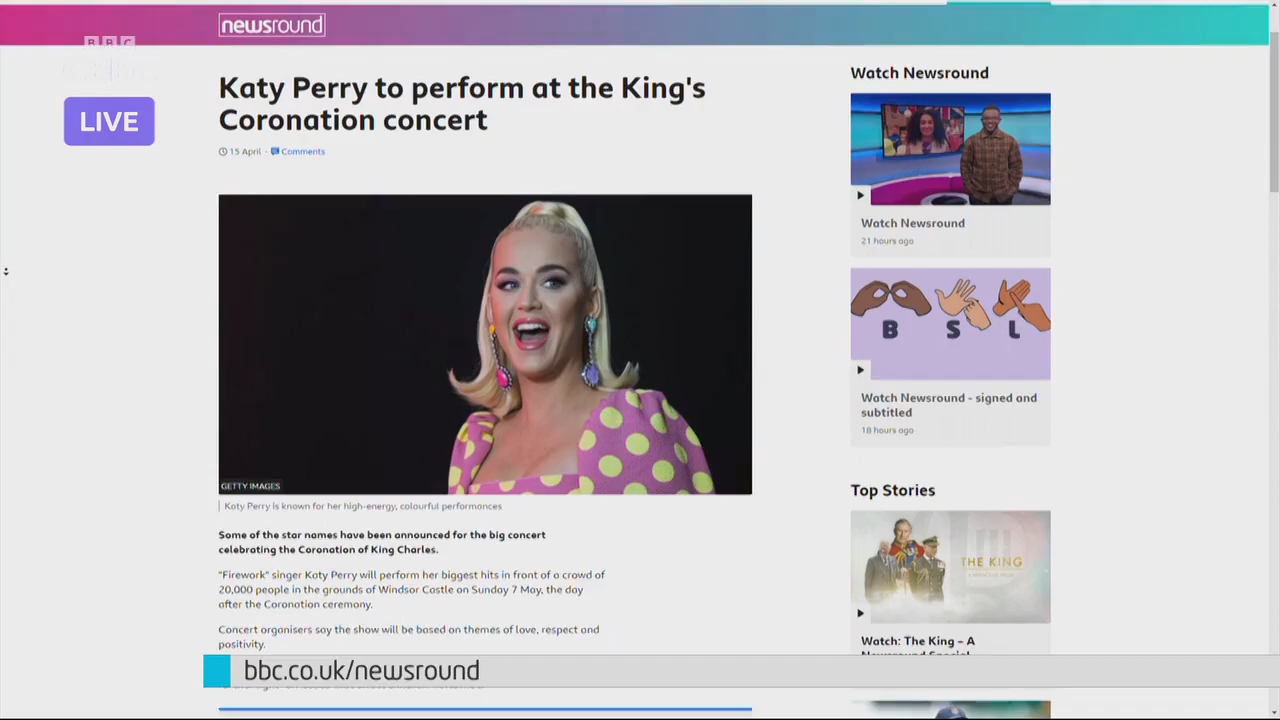 newsround
BBC
LIVE
Katy Perry to perform at the King's
Coronation concert
15 April · Comments
GETTY IMAGES
Katy Perry is known for her high-energy, colourful performances
Some of the star names have been announced for the big concert
celebrating the Coronation of King Charles.
"Firework" singer Katy Perry will perform her biggest hits in front of a crowd of
20,000 people in the grounds of Windsor Castle on Sunday 7 May, the day
after the Coronation ceremony.
Concert organisers say the show will be based on themes of love, respect and
positivity.
Watch Newsround
Watch Newsround
21 hours ago
B S L
Watch Newsround - signed and
subtitled
18 hours ago
Top Stories
THE KING
Watch: The King – A
Newsround Special
bbc.co.uk/newsround